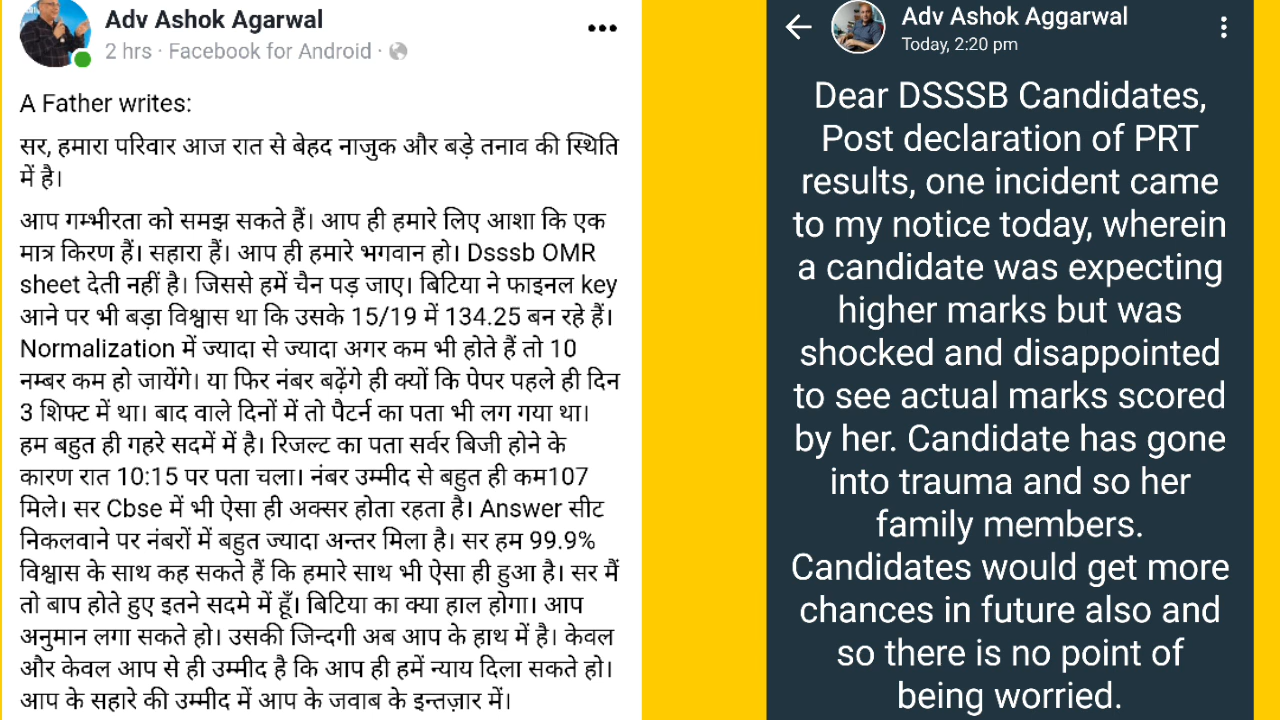 Adv Ashok Agarwal
2 hrs · Facebook for Android ·
A Father writes:
सर, हमारा परिवार आज रात से बेहद नाजुक और बड़े तनाव की स्थिति
में है।
आप गम्भीरता को समझ सकते हैं। आप ही हमारे लिए आशा कि एक
मात्र किरण हैं। सहारा हैं। आप ही हमारे भगवान हो। Dsssb OMR
sheet देती नहीं है। जिससे हमें चैन पड़ जाए। बिटिया ने फाइनल key
आने पर भी बड़ा विश्वास था कि उसके 15/19 में 134.25 बन रहे हैं।
Normalization में ज्यादा से ज्यादा अगर कम भी होते हैं तो 10
नम्बर कम हो जायेंगे। या फिर नंबर बढ़ेंगे ही क्यों कि पेपर पहले ही दिन
3 शिफ्ट में था। बाद वाले दिनों में तो पैटर्न का पता भी लग गया था।
हम बहुत ही गहरे सदमें में है। रिजल्ट का पता सर्वर बिजी होने के
कारण रात 10:15 पर पता चला। नंबर उम्मीद से बहुत ही कम107
मिले। सर Cbse में भी ऐसा ही अक्सर होता रहता है। Answer सीट
निकलवाने पर नंबरों में बहुत ज्यादा अन्तर मिला है। सर हम 99.9%
विश्वास के साथ कह सकते हैं कि हमारे साथ भी ऐसा ही हुआ है। सर मैं
तो बाप होते हुए इतने सदमे में हूँ। बिटिया का क्या हाल होगा। आप
अनुमान लगा सकते हो। उसकी जिन्दगी अब आप के हाथ में है। केवल
और केवल आप से ही उम्मीद है कि आप ही हमें न्याय दिला सकते हो।
आप के सहारे की उम्मीद में आप के जवाब के इन्तज़ार में।
Adv Ashok Aggarwal
Today, 2:20 pm
Dear DSSSB Candidates,
Post declaration of PRT
results, one incident came
to my notice today, wherein
a candidate was expecting
higher marks but was
shocked and disappointed
to see actual marks scored
by her. Candidate has gone
into trauma and so her
family members.
Candidates would get more
chances in future also and
so there is no point of
being worried.